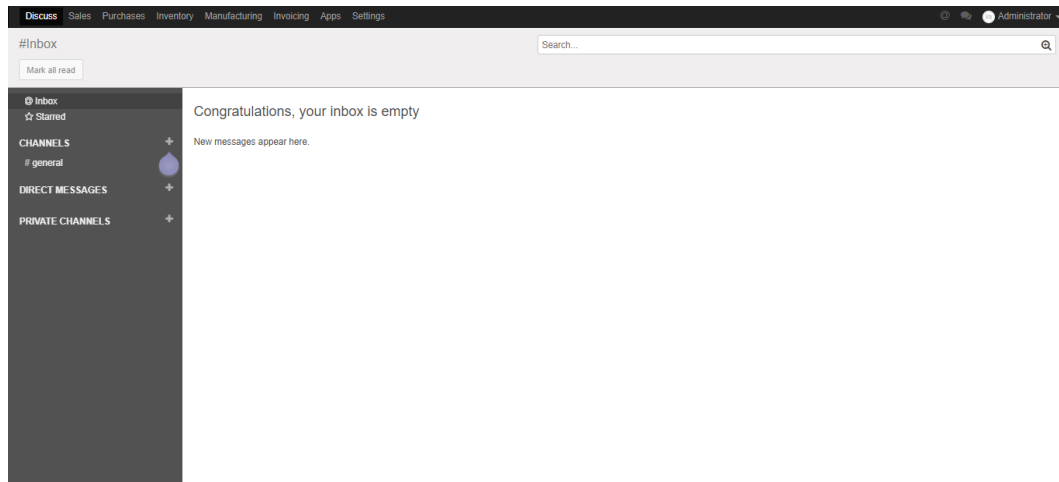 Discuss Sales Purchases Inventory Manufacturing Invoicing Apps Settings @ Administrator
#Inbox
Search...
Mark all read
@ Inbox
Starred
CHANNELS +
# general
DIRECT MESSAGES +
PRIVATE CHANNELS +
Congratulations, your inbox is empty
New messages appear here.